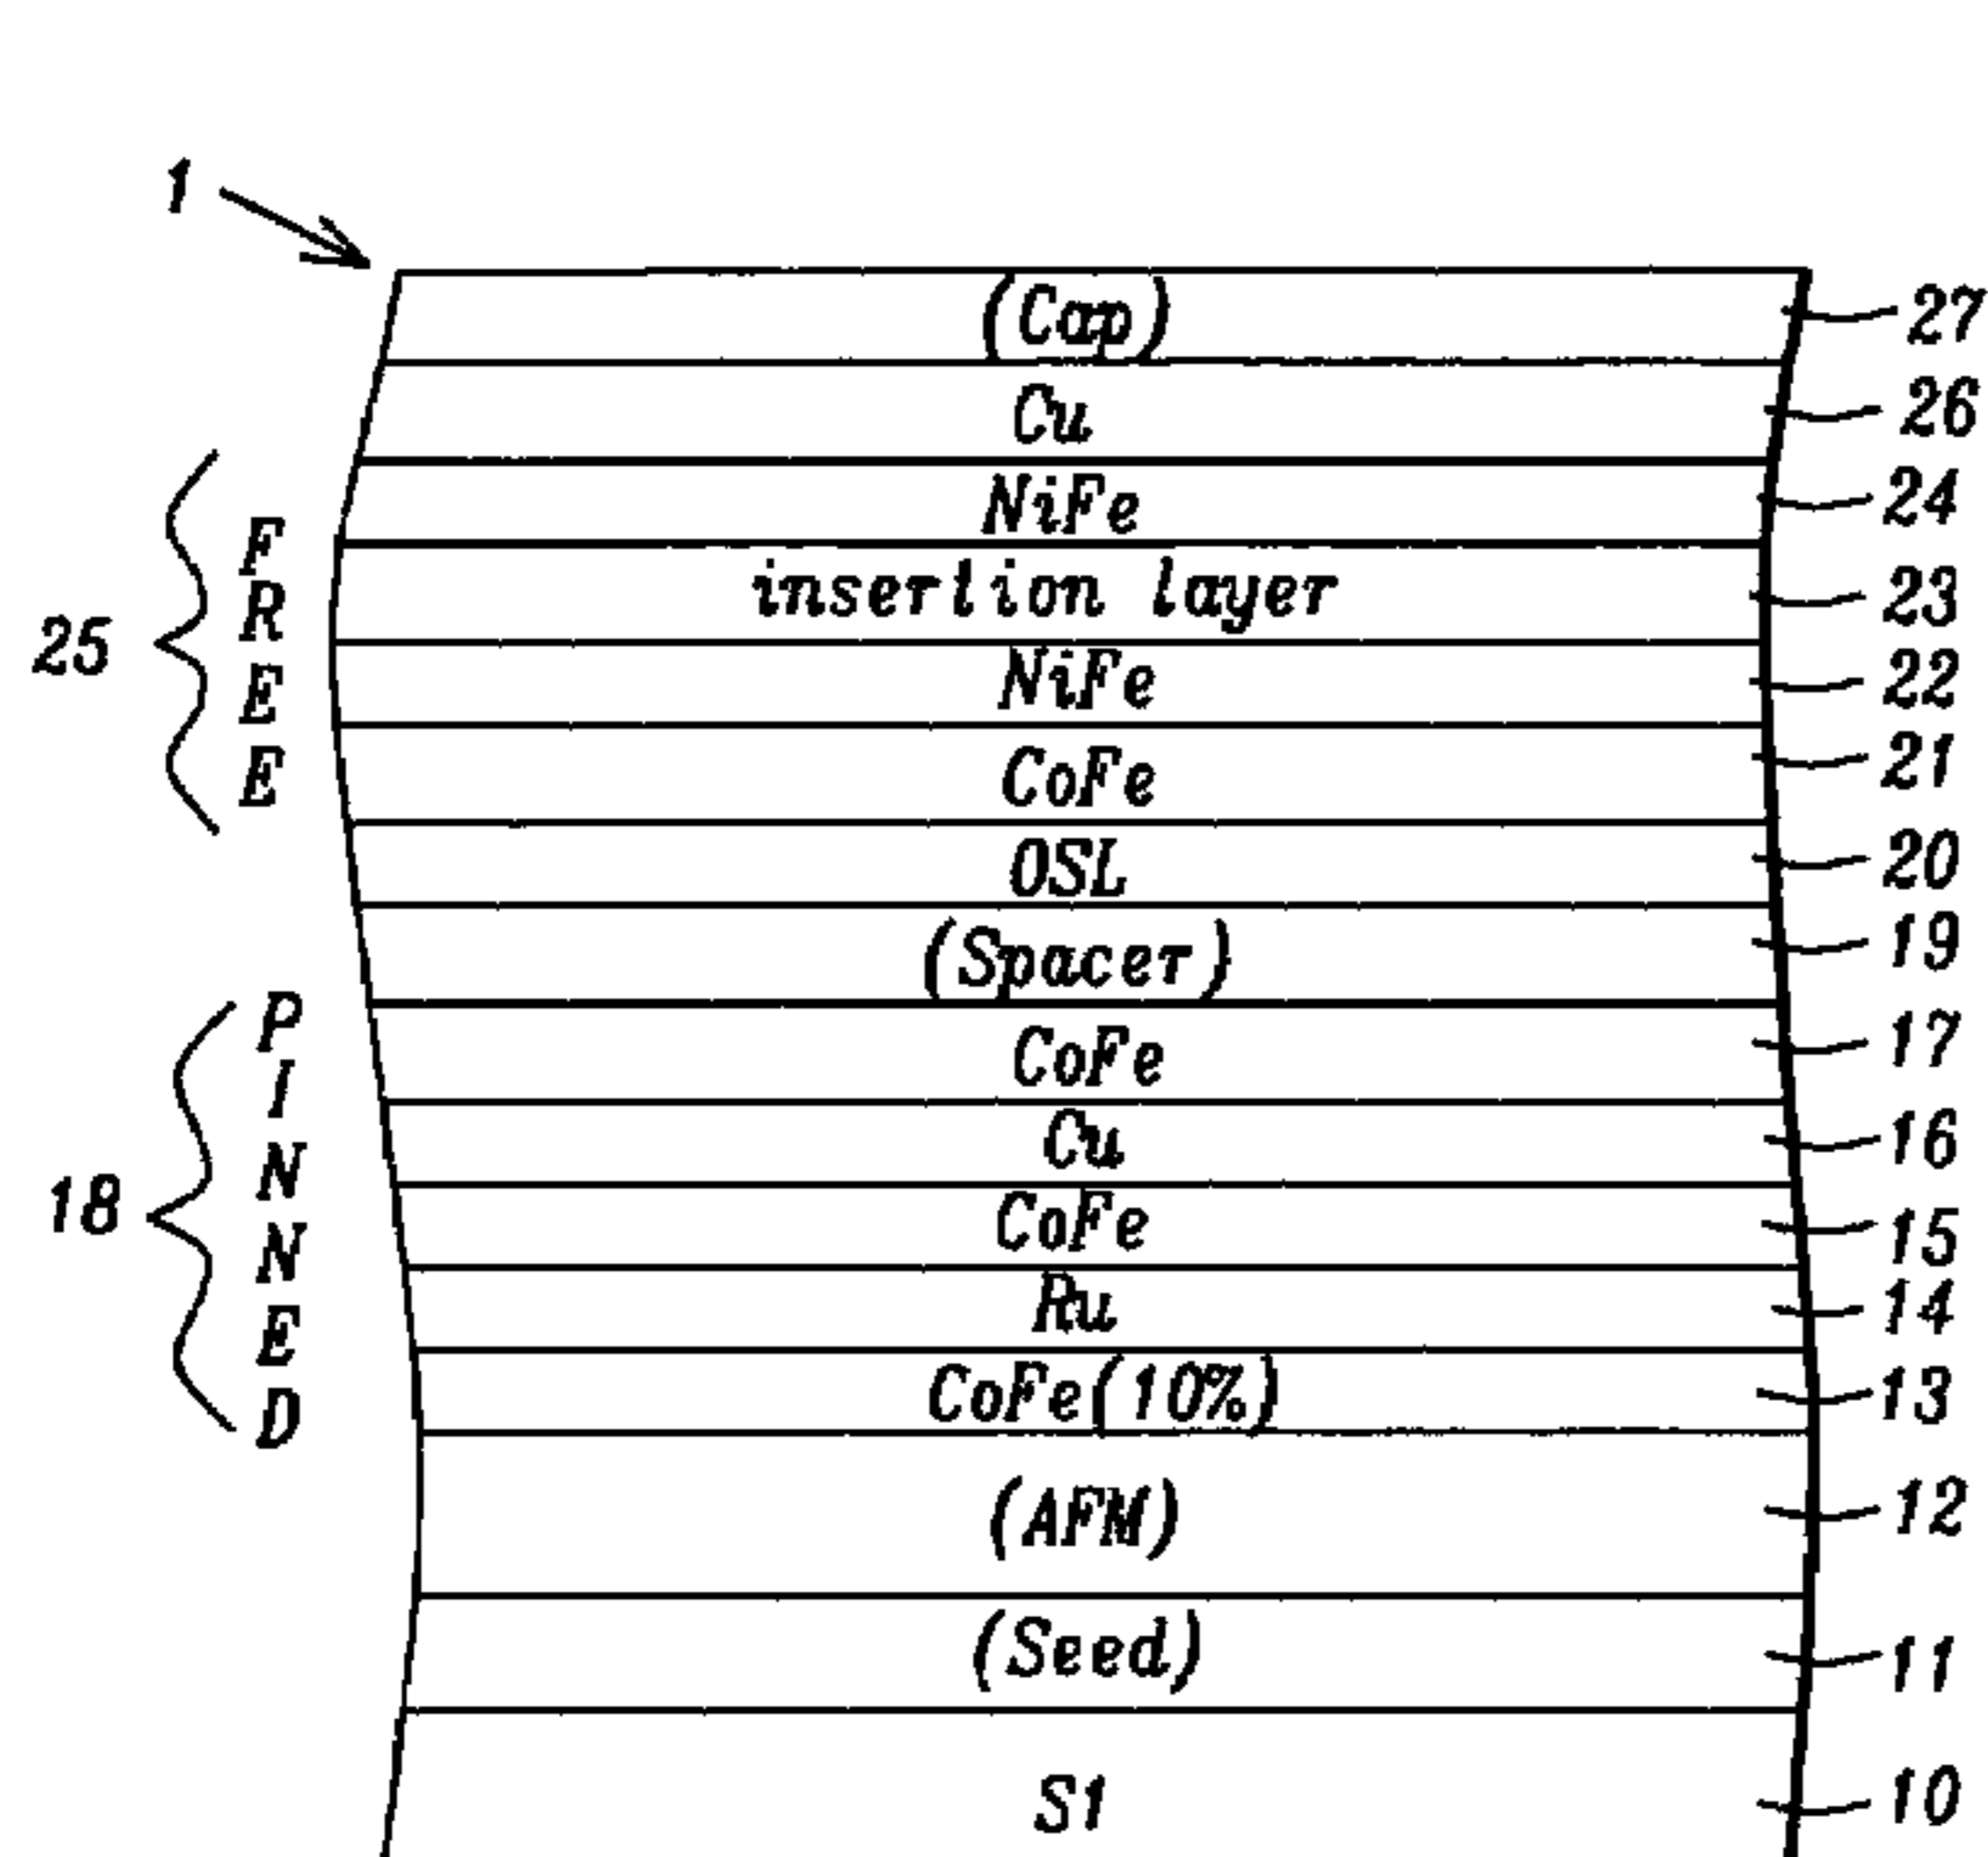 1
(Cap) 27
Cu 26
NiFe 24
insertion layer 23
NiFe 22
CoFe 21
25 FREE
OSL 20
(Spacer) 19
CoFe 17
Cu 16
CoFe 15
Ru 14
CoFe(10%) 13
18 PINNED
(AFM) 12
(Seed) 11
S1 10